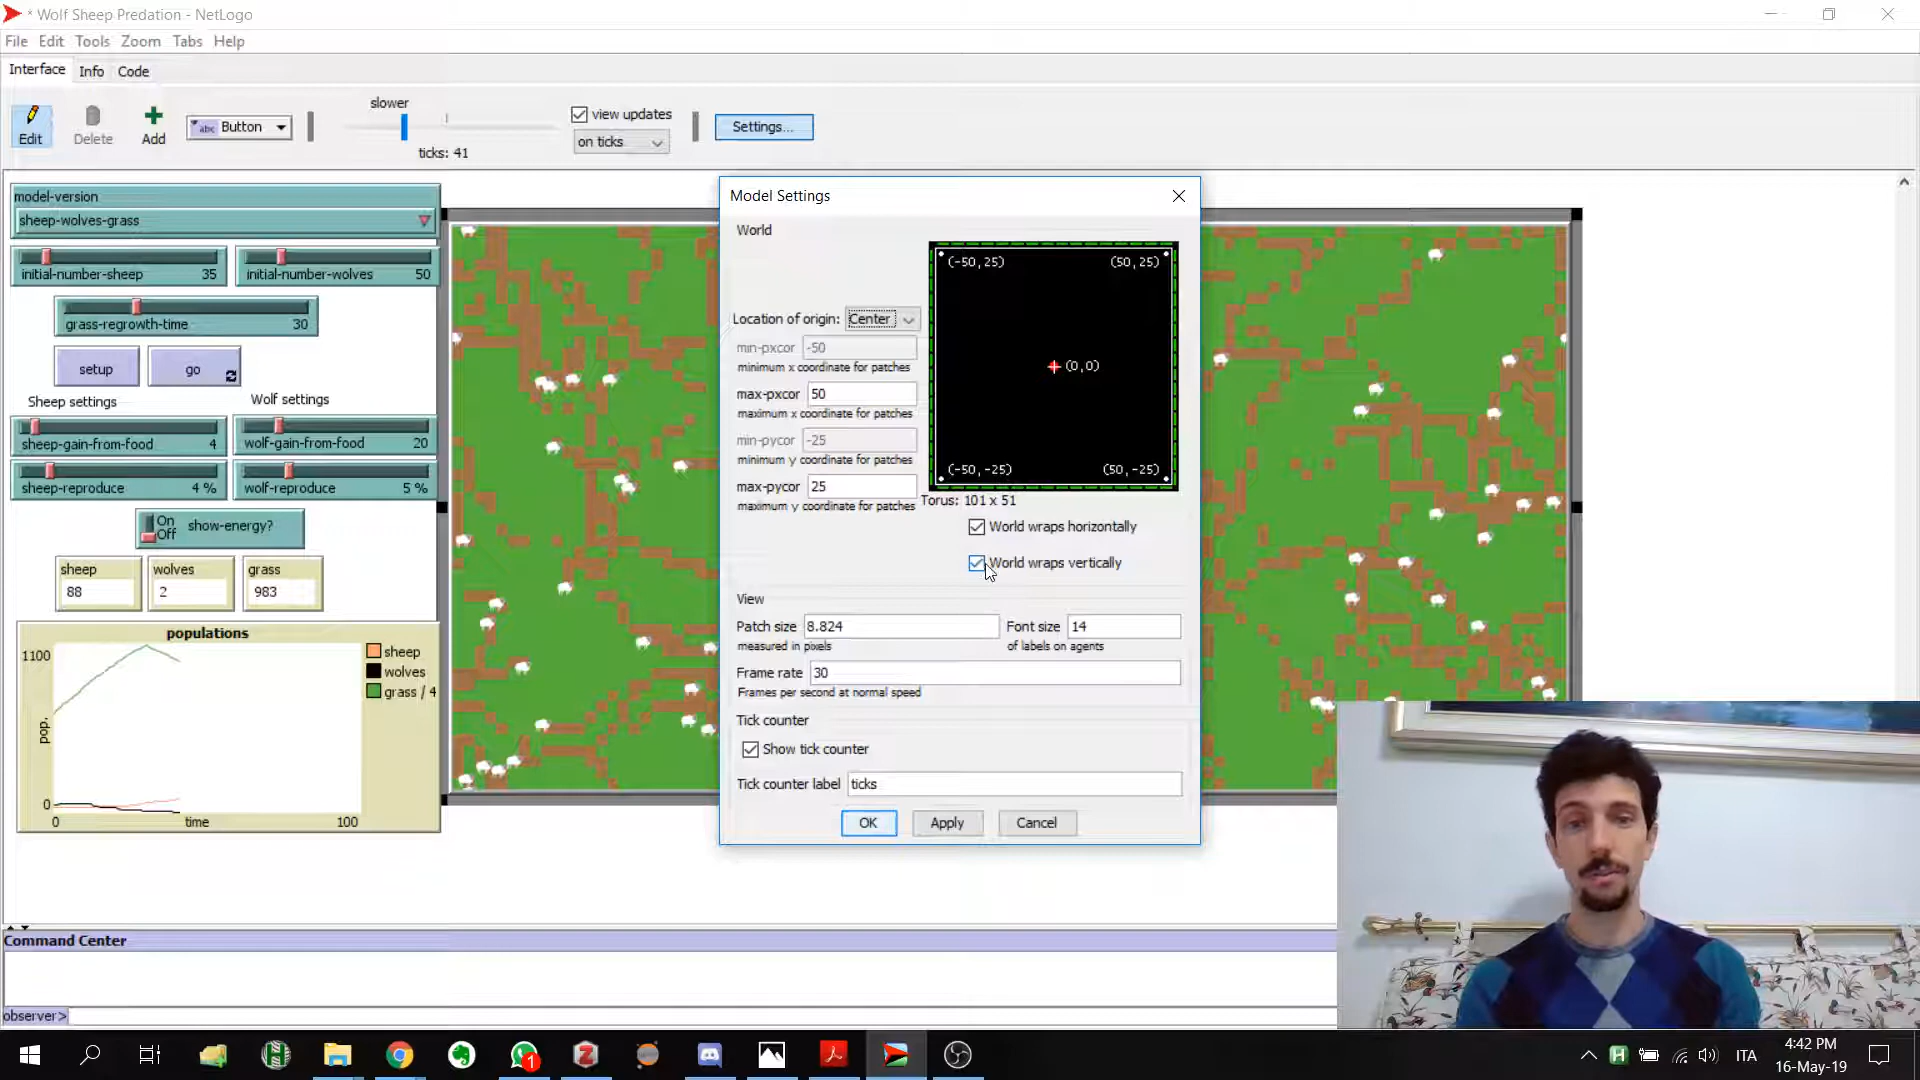 * Wolf Sheep Predation - NetLogo
File Edit Tools Zoom Tabs Help
Interface Info Code
Edit
Delete
Add
abc Button
slower
ticks: 41
view updates
on ticks
Settings...
model-version
sheep-wolves-grass
initial-number-sheep 35
initial-number-wolves 50
grass-regrowth-time 30
setup
go
Sheep settings
Wolf settings
sheep-gain-from-food 4
wolf-gain-from-food 20
sheep-reproduce 4 %
wolf-reproduce 5 %
On
Off
show-energy?
sheep
88
wolves
2
grass
983
populations
1100
pop.
0
0
time
100
sheep
wolves
grass / 4
Model Settings
World
Location of origin: Center
min-pxcor -50
minimum x coordinate for patches
max-pxcor 50
maximum x coordinate for patches
min-pycor -25
minimum y coordinate for patches
max-pycor 25
maximum y coordinate for patches
(-50,25)
(50,25)
(0,0)
(-50,-25)
(50,-25)
Torus: 101 x 51
World wraps horizontally
World wraps vertically
View
Patch size 8.824
measured in pixels
Font size 14
of labels on agents
Frame rate 30
Frames per second at normal speed
Tick counter
Show tick counter
Tick counter label ticks
OK
Apply
Cancel
Command Center
observer>
1
ITA
4:42 PM
16-May-19